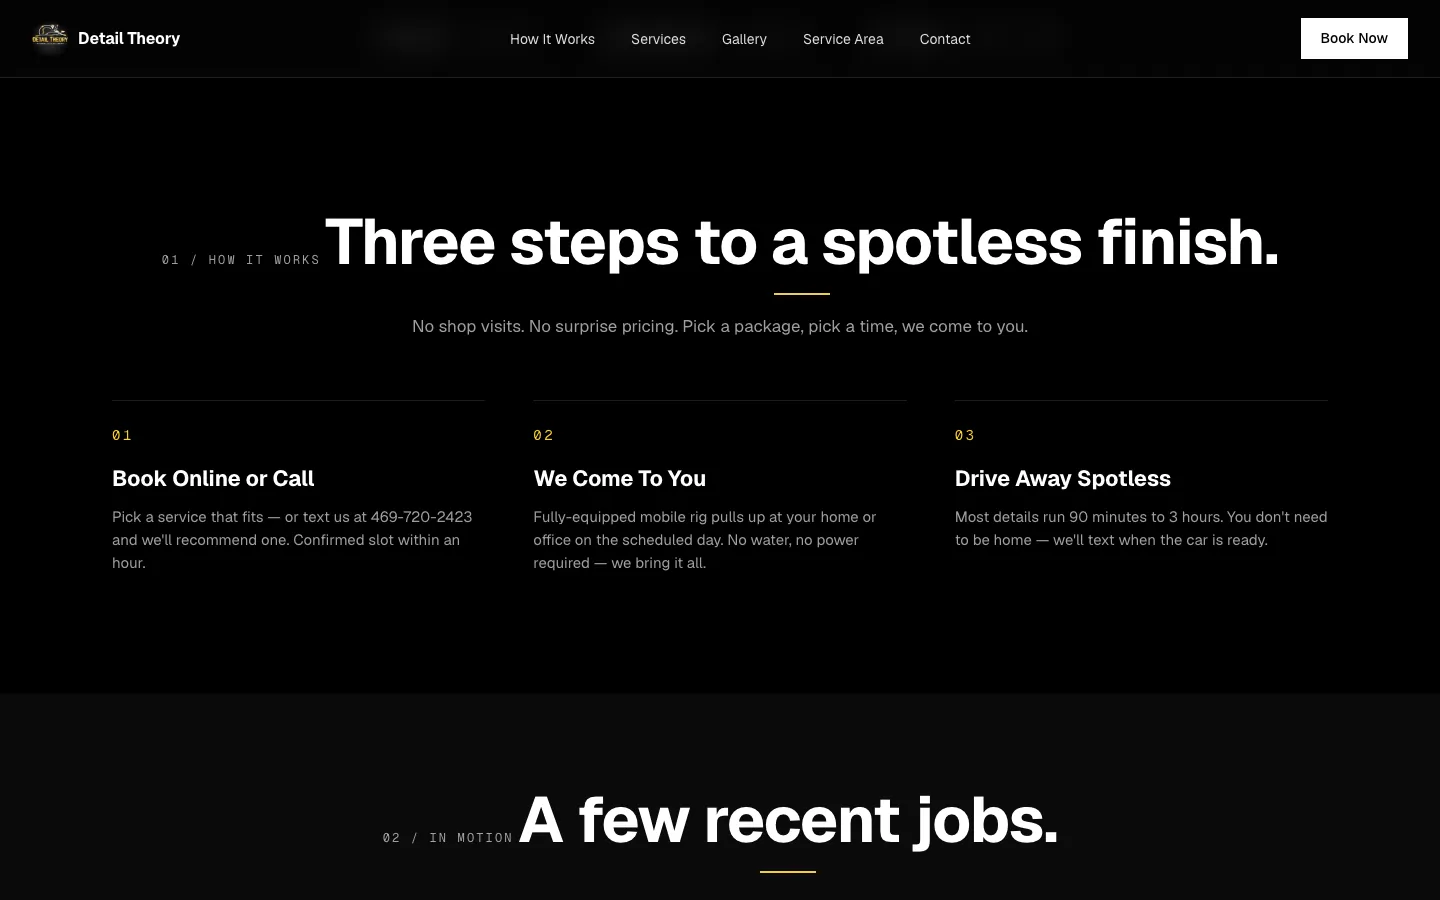 DETAIL THEORY
Detail Theory
How It Works
Services
Gallery
Service Area
Contact
Book Now
01 / HOW IT WORKS Three steps to a spotless finish.
No shop visits. No surprise pricing. Pick a package, pick a time, we come to you.
01
Book Online or Call
Pick a service that fits — or text us at 469-720-2423
and we'll recommend one. Confirmed slot within an
hour.
02
We Come To You
Fully-equipped mobile rig pulls up at your home or
office on the scheduled day. No water, no power
required — we bring it all.
03
Drive Away Spotless
Most details run 90 minutes to 3 hours. You don't need
to be home — we'll text when the car is ready.
02 / IN MOTION A few recent jobs.